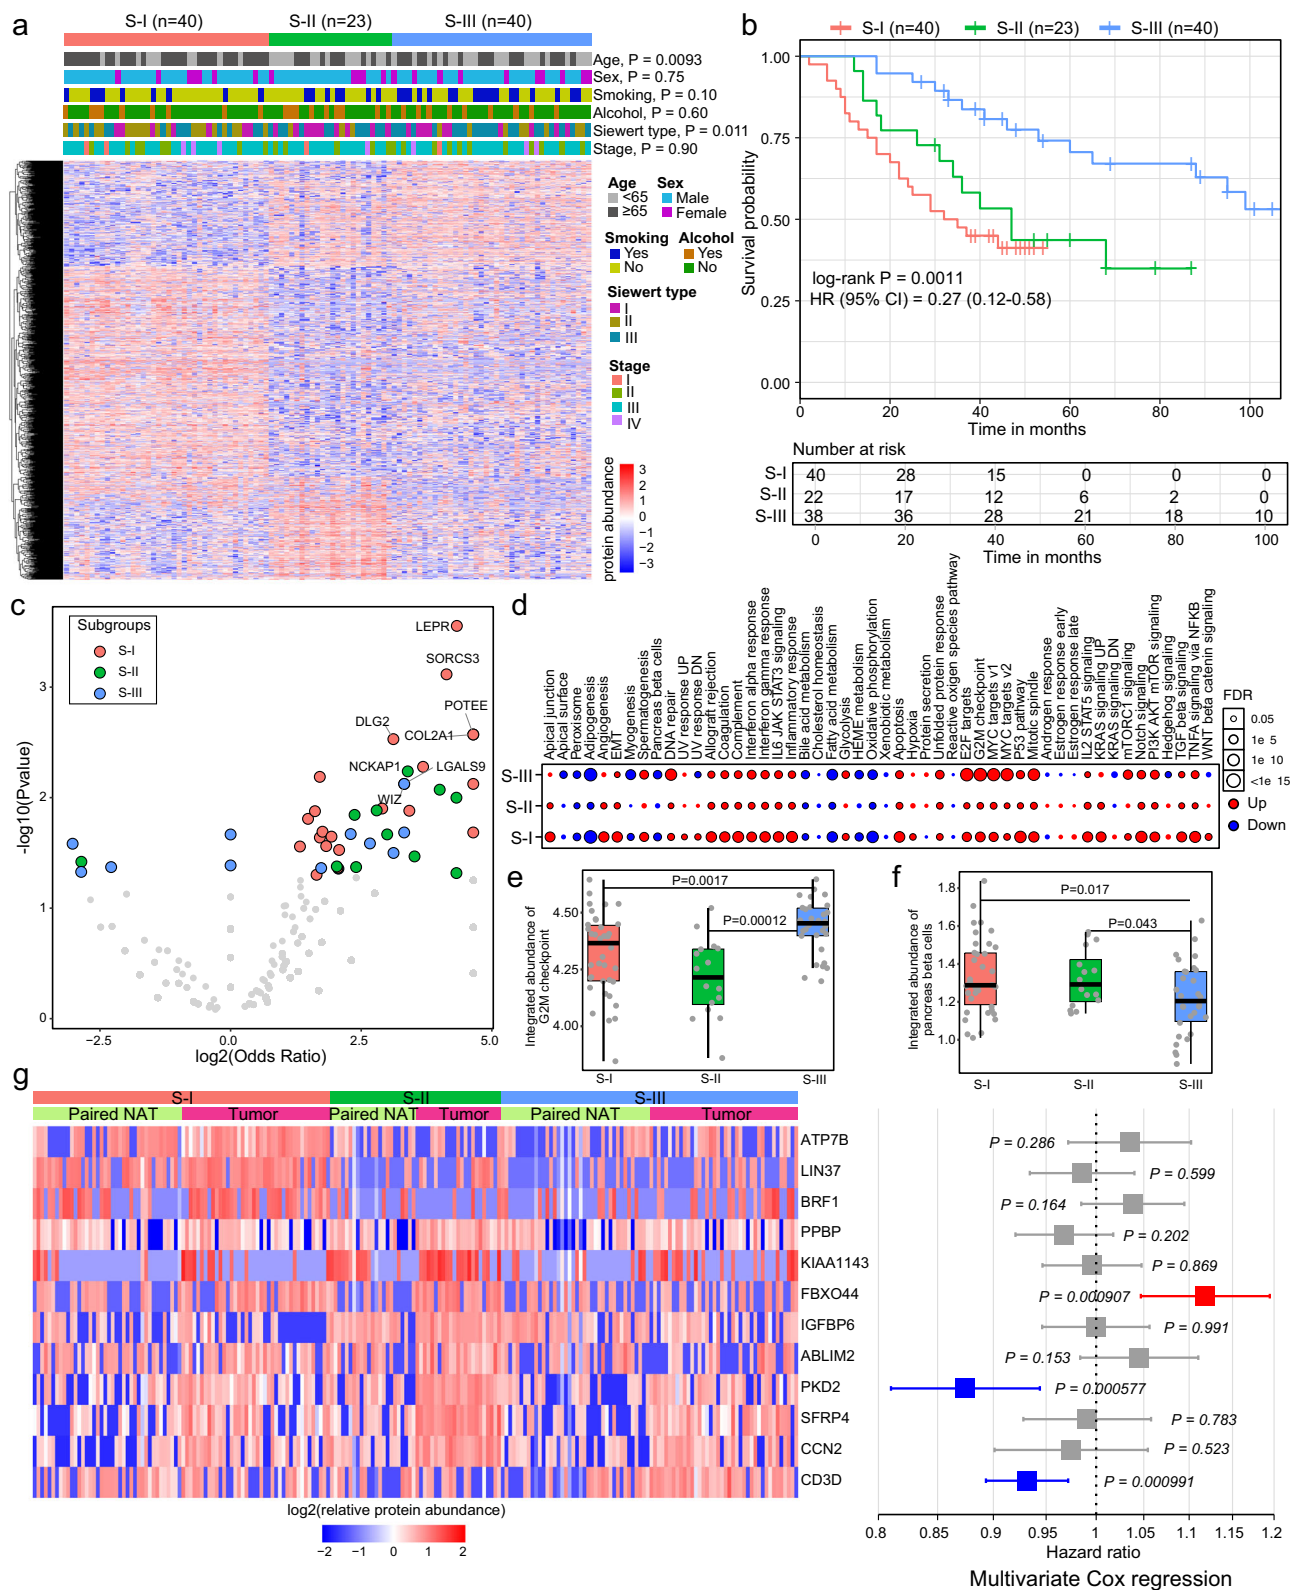 a
S-I (n=40)
S-II (n=23)
S-III (n=40)
Age, P = 0.0093
Sex, P = 0.75
Smoking, P = 0.10
Alcohol, P = 0.60
Siewert type, P = 0.011
Stage, P = 0.90
Age
<65
≥65
Sex
Male
Female
Smoking
Yes
No
Alcohol
Yes
No
Siewert type
I
II
III
Stage
I
II
III
IV
protein abundance
3
2
1
0
−1
−2
−3
b
S-I (n=40)
S-II (n=23)
S-III (n=40)
Survival probability
1.00
0.75
0.50
0.25
0.00
log-rank P = 0.0011
HR (95% CI) = 0.27 (0.12-0.58)
0 20 40 60 80 100
Time in months
Number at risk
S-I 40 28 15 0 0 0
S-II 22 17 12 6 2 0
S-III 38 36 28 21 18 10
0 20 40 60 80 100
Time in months
c
Subgroups
S-I
S-II
S-III
LEPR
SORCS3
POTEE
DLG2
COL2A1
NCKAP1
LGALS9
WIZ
-log10(Pvalue)
3
2
1
0
−2.5 0.0 2.5 5.0
log2(Odds Ratio)
d
Apical junction
Apical surface
Peroxisome
Adipogenesis
Angiogenesis
EMT
Myogenesis
Spermatogenesis
Pancreas beta cells
DNA repair
UV response UP
UV response DN
Allograft rejection
Coagulation
Complement
Interferon alpha response
Interferon gamma response
IL6 JAK STAT3 signaling
Inflammatory response
Bile acid metabolism
Cholesterol homeostasis
Fatty acid metabolism
Glycolysis
HEME metabolism
Oxidative phosphorylation
Xenobiotic metabolism
Apoptosis
Hypoxia
Protein secretion
Unfolded protein response
Reactive oxigen species pathway
E2F targets
G2M checkpoint
MYC targets v1
MYC targets v2
P53 pathway
Mitotic spindle
Androgen response
Estrogen response early
Estrogen response late
IL2 STAT5 signaling
KRAS signaling UP
KRAS signaling DN
mTORC1 signaling
Notch signaling
PI3K AKT mTOR signaling
Hedgehog signaling
TGF beta signaling
TNFA signaling via NFKB
WNT beta catenin signaling
S-III
S-II
S-I
FDR
0.05
1e 5
1e 10
<1e 15
Up
Down
e
P=0.0017
P=0.00012
Integrated abundance of
G2M checkpoint
4.50
4.25
4.00
S-I
S-II
S-III
f
P=0.017
P=0.043
Integrated abundance of
pancreas beta cells
1.8
1.6
1.4
1.2
1.0
S-I
S-II
S-III
g
S-I
S-II
S-III
Paired NAT
Tumor
Paired NAT
Tumor
Paired NAT
Tumor
ATP7B
LIN37
BRF1
PPBP
KIAA1143
FBXO44
IGFBP6
ABLIM2
PKD2
SFRP4
CCN2
CD3D
log2(relative protein abundance)
−2 −1 0 1 2
P = 0.286
P = 0.599
P = 0.164
P = 0.202
P = 0.869
P = 0.000907
P = 0.991
P = 0.153
P = 0.000577
P = 0.783
P = 0.523
P = 0.000991
0.8 0.85 0.9 0.95 1 1.05 1.1 1.15 1.2
Hazard ratio
Multivariate Cox regression